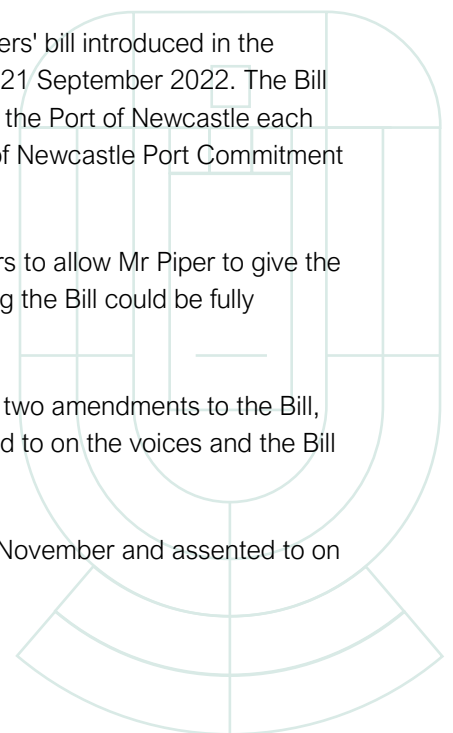 ers' bill introduced in the
21 September 2022. The Bill
the Port of Newcastle each
of Newcastle Port Commitment
rs to allow Mr Piper to give the
g the Bill could be fully
two amendments to the Bill,
d to on the voices and the Bill
November and assented to on